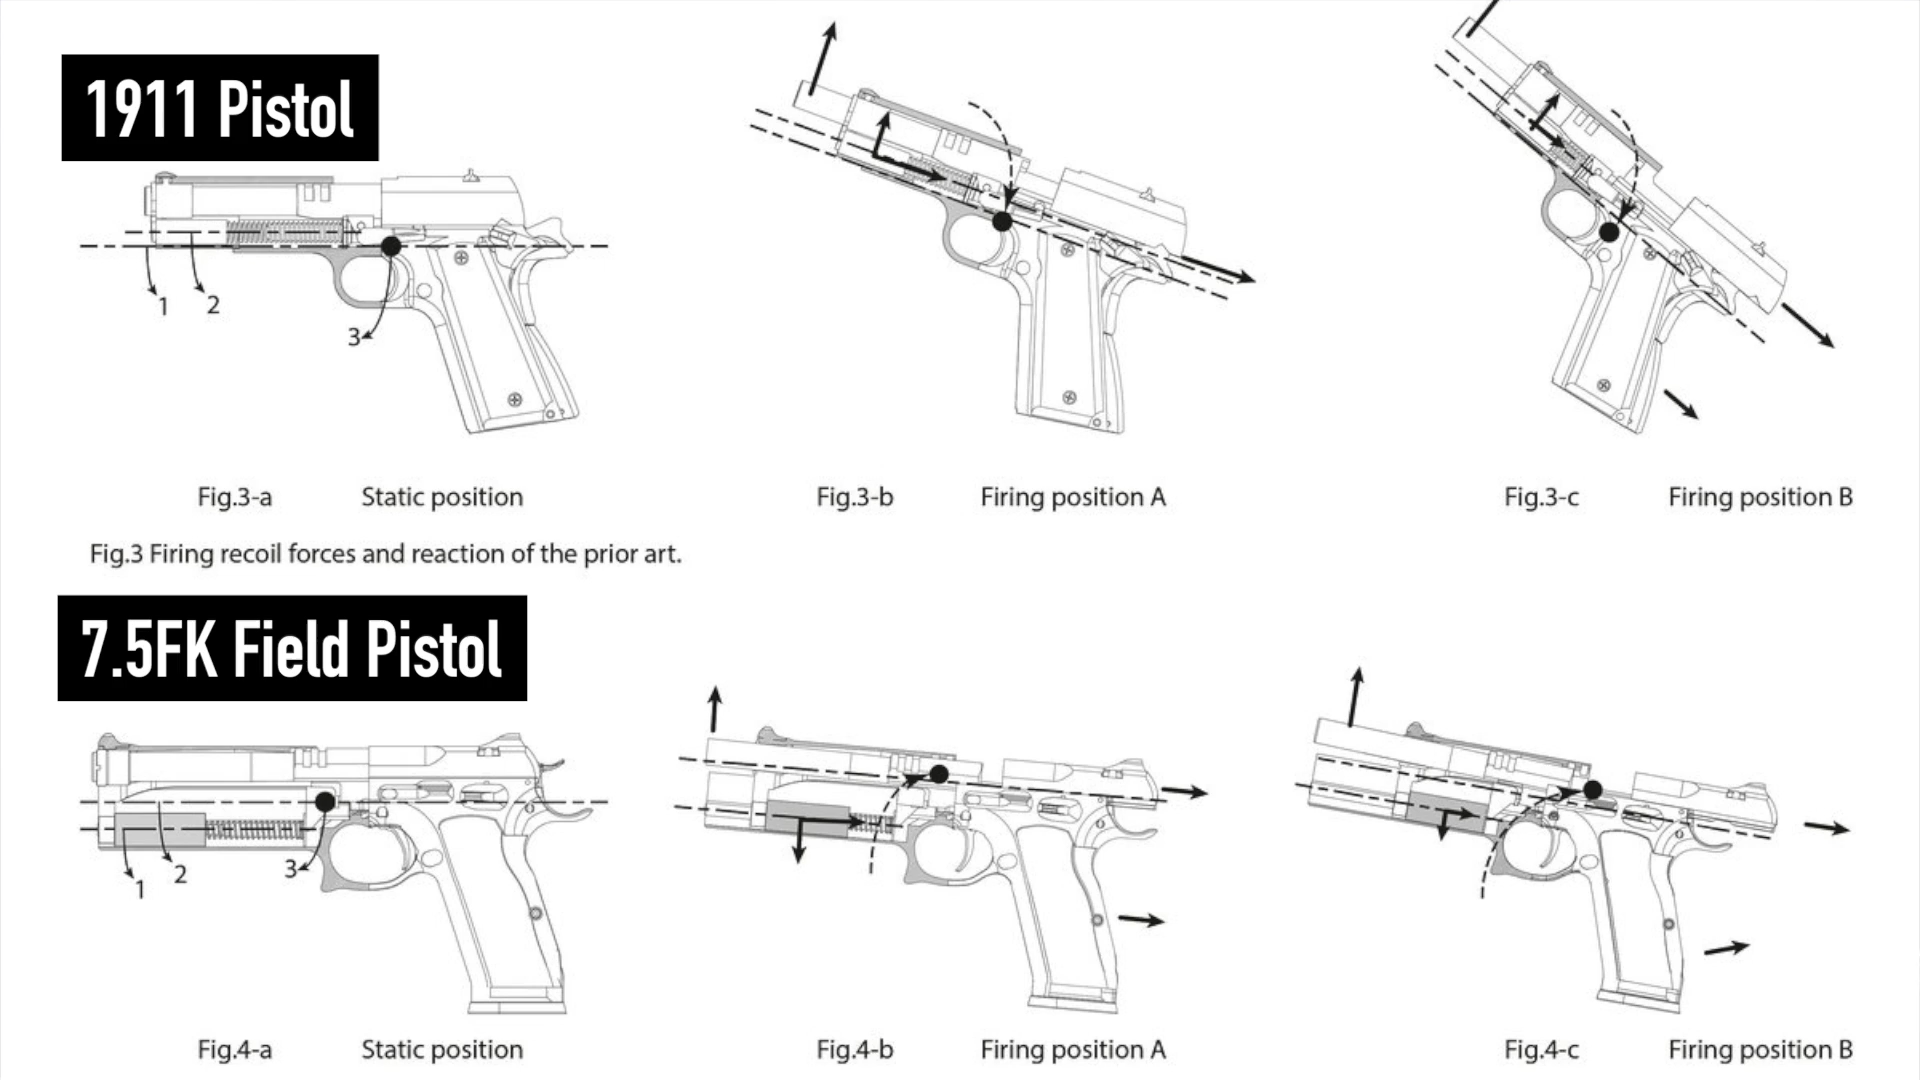 1911 Pistol
1
2
3
Fig.3-a Static position
Fig.3-b Firing position A
Fig.3-c Firing position B
Fig.3 Firing recoil forces and reaction of the prior art.
7.5FK Field Pistol
1
2
3
Fig.4-a Static position
Fig.4-b Firing position A
Fig.4-c Firing position B